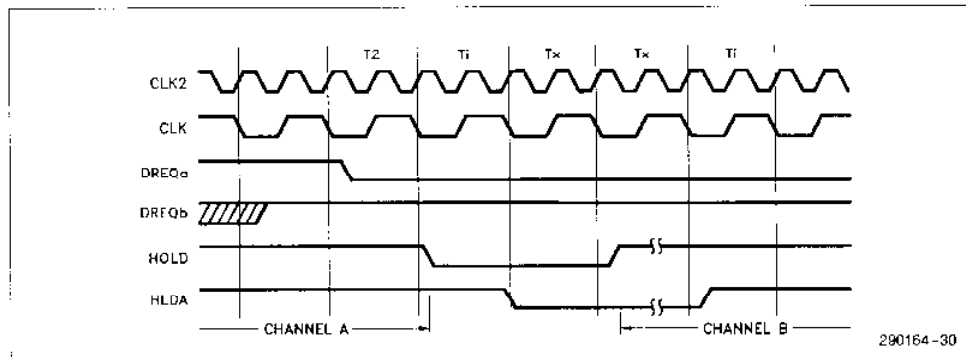 T2 Ti Tx Tx Ti
CLK2
CLK
DREQa
DREQb
HOLD
HLDA
CHANNEL A CHANNEL B
290164-30